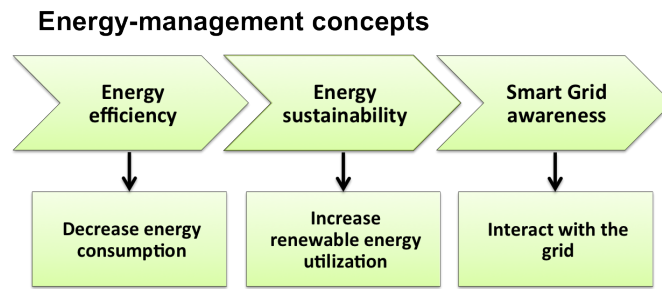 Energy-management concepts
Energy
efficiency
Energy
sustainability
Smart Grid
awareness
Decrease energy
consumption
Increase
renewable energy
utilization
Interact with the
grid